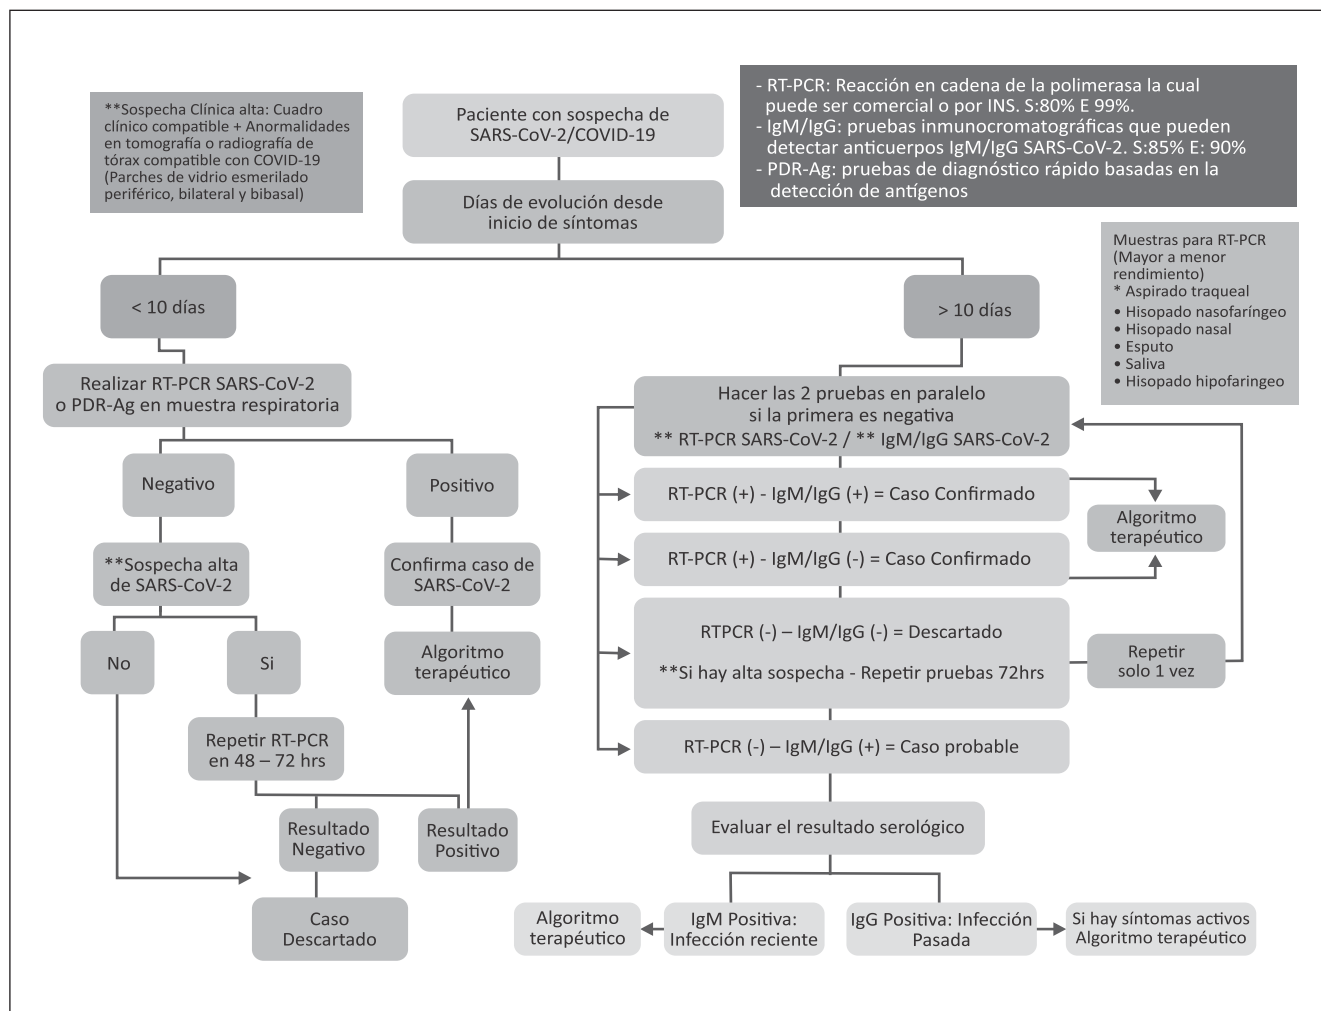 **Sospecha Clínica alta: Cuadro
clínico compatible + Anormalidades
en tomografía o radiografía de
tórax compatible con COVID-19
(Parches de vidrio esmerilado
periférico, bilateral y bibasal)
Paciente con sospecha de
SARS-CoV-2/COVID-19
- RT-PCR: Reacción en cadena de la polimerasa la cual
puede ser comercial o por INS. S:80% E 99%.
- IgM/IgG: pruebas inmunocromatográficas que pueden
detectar anticuerpos IgM/IgG SARS-CoV-2. S:85% E: 90%
- PDR-Ag: pruebas de diagnóstico rápido basadas en la
detección de antígenos
Días de evolución desde
inicio de síntomas
Muestras para RT-PCR
(Mayor a menor
rendimiento)
* Aspirado traqueal
• Hisopado nasofaríngeo
• Hisopado nasal
• Esputo
• Saliva
• Hisopado hipofaringeo
< 10 días
> 10 días
Realizar RT-PCR SARS-CoV-2
o PDR-Ag en muestra respiratoria
Negativo
Positivo
**Sospecha alta
de SARS-CoV-2
Confirma caso de
SARS-CoV-2
No
Si
Algoritmo
terapéutico
Repetir RT-PCR
en 48 – 72 hrs
Resultado
Negativo
Resultado
Positivo
Caso
Descartado
Hacer las 2 pruebas en paralelo
si la primera es negativa
** RT-PCR SARS-CoV-2 / ** IgM/IgG SARS-CoV-2
RT-PCR (+) - IgM/IgG (+) = Caso Confirmado
Algoritmo
terapéutico
RT-PCR (+) - IgM/IgG (-) = Caso Confirmado
RTPCR (-) – IgM/IgG (-) = Descartado
**Si hay alta sospecha - Repetir pruebas 72hrs
Repetir
solo 1 vez
RT-PCR (-) – IgM/IgG (+) = Caso probable
Evaluar el resultado serológico
Algoritmo
terapéutico
IgM Positiva:
Infección reciente
IgG Positiva: Infección
Pasada
Si hay síntomas activos
Algoritmo terapéutico